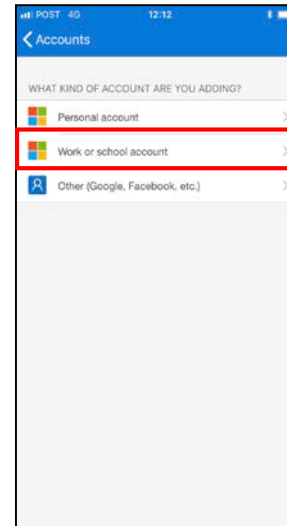 POST 4G 12:12
Accounts
WHAT KIND OF ACCOUNT ARE YOU ADDING?
Personal account
Work or school account
Other (Google, Facebook, etc.)